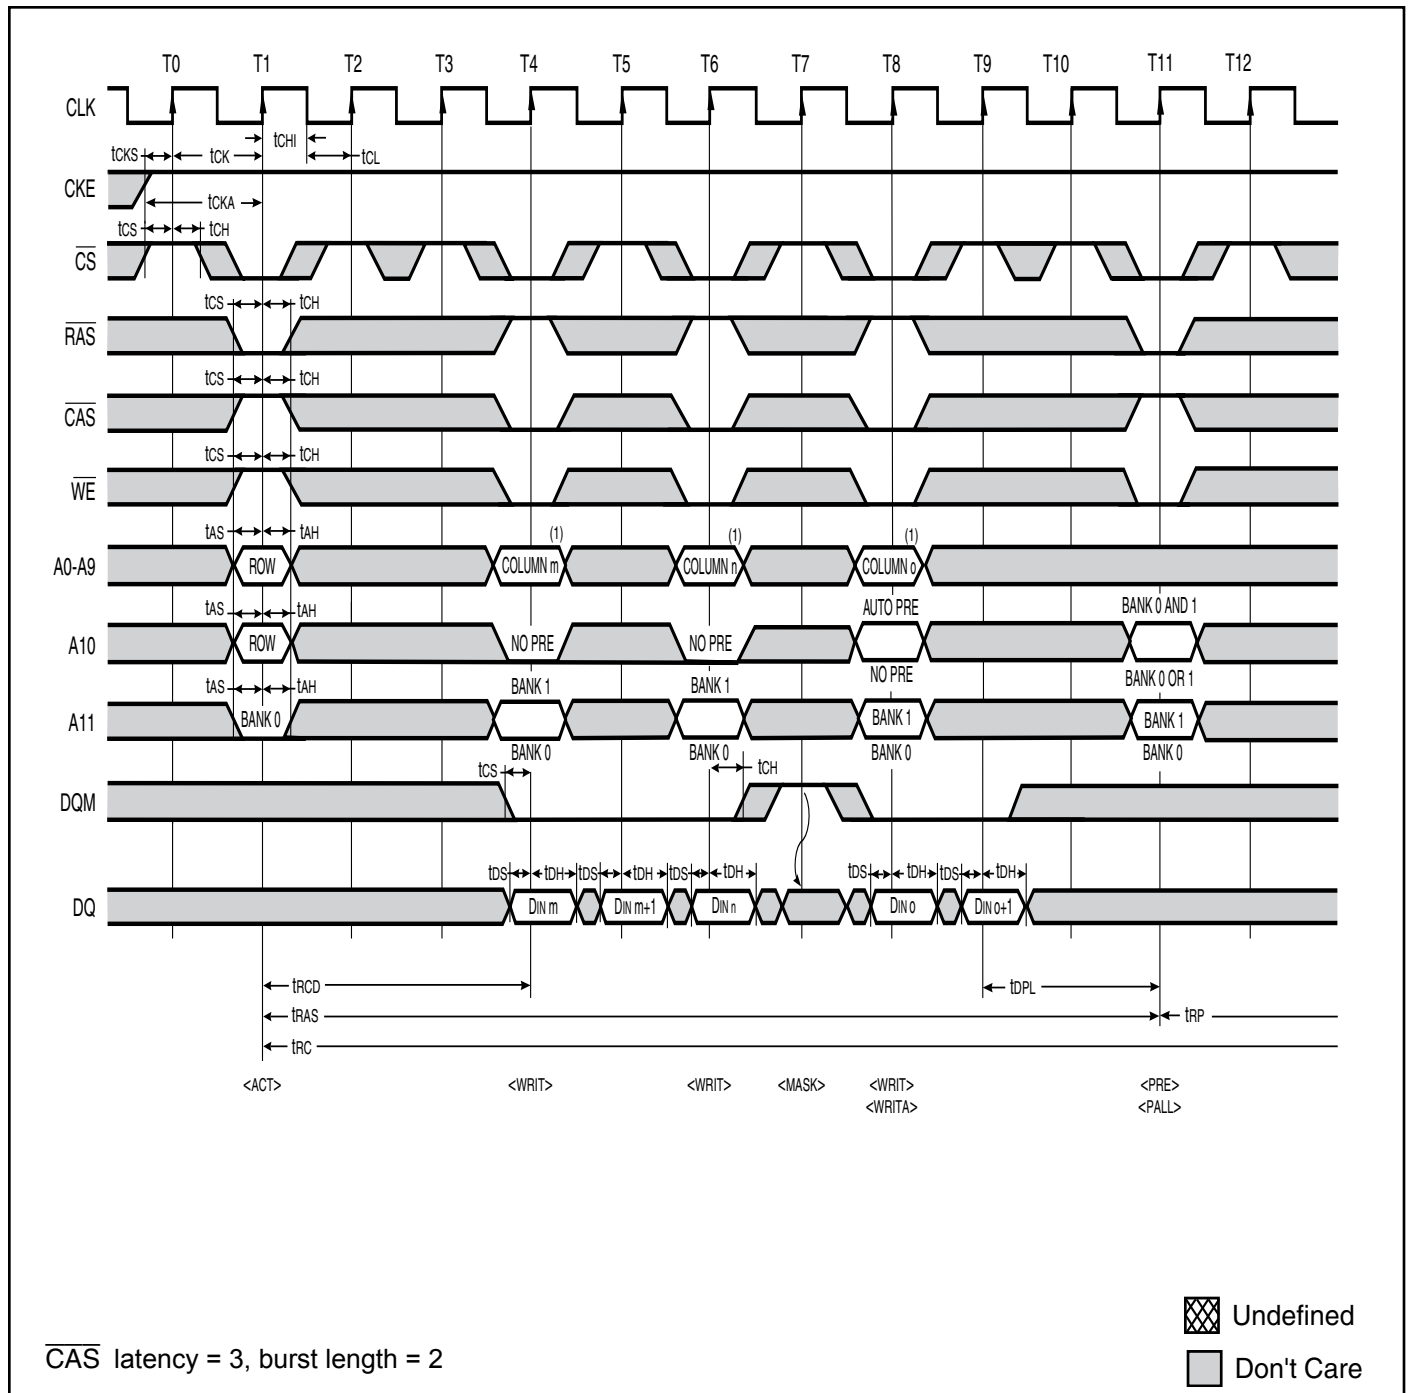 T0 T1 T2 T3 T4 T5 T6 T7 T8 T9 T10 T11 T12
CLK
tCHI
tCKS tCK tCL
CKE
tCKA
tCS tCH
CS
tCS tCH
RAS
tCS tCH
CAS
tCS tCH
WE
tAS tAH (1) (1) (1)
A0-A9 ROW COLUMN m COLUMN n COLUMN o
tAS tAH AUTO PRE BANK 0 AND 1
A10 ROW NO PRE NO PRE
NO PRE BANK 0 OR 1
tAS tAH BANK 1 BANK 1
A11 BANK 0 BANK 1 BANK 1
BANK 0 BANK 0 BANK 0 BANK 0
tCS tCH
DQM
tDS tDH tDS tDH tDS tDH tDS tDH tDS tDH
DQ DIN m DIN m+1 DIN n DIN o DIN o+1
tRCD tDPL
tRAS tRP
tRC
<ACT> <WRIT> <WRIT> <MASK> <WRIT> <PRE>
<WRITA> <PALL>
Undefined
CAS latency = 3, burst length = 2
Don't Care